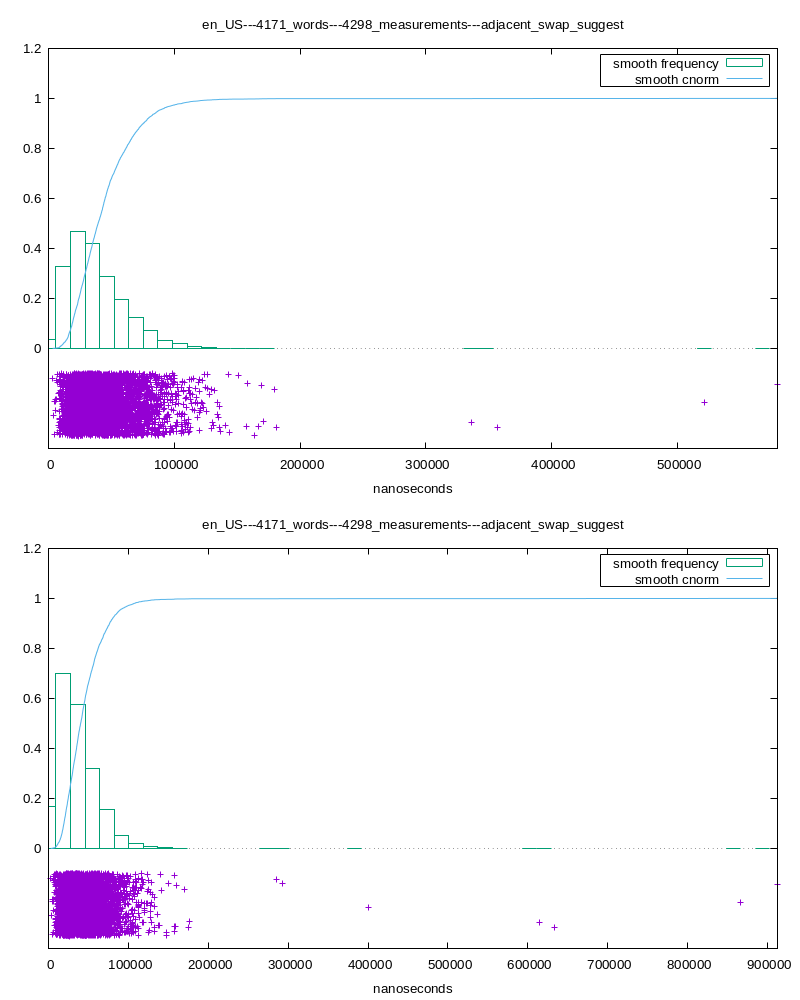 en_US---4171_words---4298_measurements---adjacent_swap_suggest
1.2
smooth frequency
smooth cnorm
1
0.8
0.6
0.4
0.2
0
0 100000 200000 300000 400000 500000
nanoseconds
en_US---4171_words---4298_measurements---adjacent_swap_suggest
1.2
smooth frequency
smooth cnorm
1
0.8
0.6
0.4
0.2
0
0 100000 200000 300000 400000 500000 600000 700000 800000 900000
nanoseconds